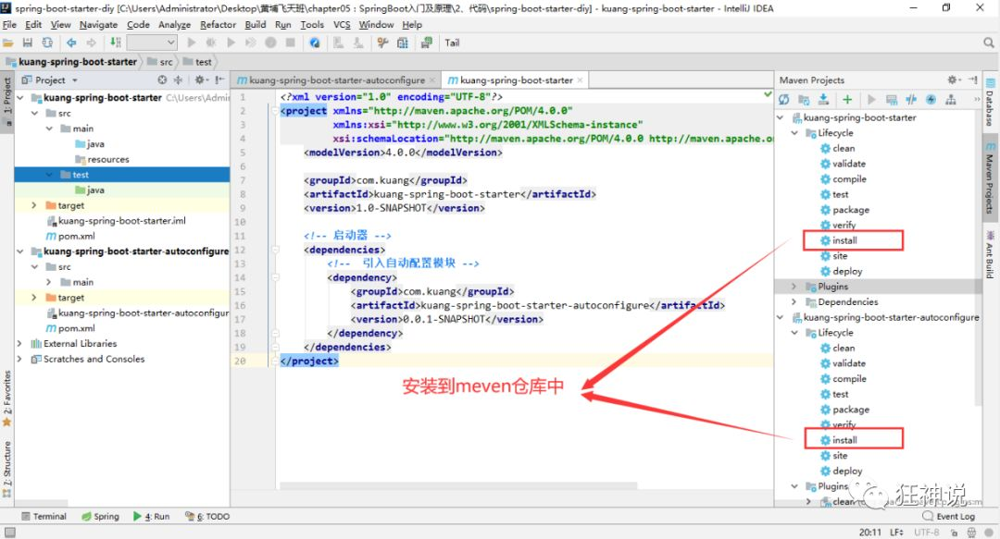 spring-boot-starter-diy [C:\Users\Administrator\Desktop\黄埔飞天班\chapter05：SpringBoot入门及原理\2、代码\spring-boot-starter-diy] - kuang-spring-boot-starter - IntelliJ IDEA
File Edit View Navigate Code Analyze Refactor Build Run Tools VCS Window Help
Tail
kuang-spring-boot-starter src test
1: Project
Project
kuang-spring-boot-starter C:\Users\Admini
src
main
java
resources
test
java
target
kuang-spring-boot-starter.iml
pom.xml
kuang-spring-boot-starter-autoconfigure
src
main
target
kuang-spring-boot-starter-autoconfigur
pom.xml
External Libraries
Scratches and Consoles
2: Favorites
7: Structure
kuang-spring-boot-starter-autoconfigure
kuang-spring-boot-starter
1 <?xml version="1.0" encoding="UTF-8"?>
2 <project xmlns="http://maven.apache.org/POM/4.0.0"
3 xmlns:xsi="http://www.w3.org/2001/XMLSchema-instance"
4 xsi:schemaLocation="http://maven.apache.org/POM/4.0.0 http://maven.apache.or
5 <modelVersion>4.0.0</modelVersion>
6
7 <groupId>com.kuang</groupId>
8 <artifactId>kuang-spring-boot-starter</artifactId>
9 <version>1.0-SNAPSHOT</version>
10
11 <!-- 启动器 -->
12 <dependencies>
13 <!-- 引入自动配置模块 -->
14 <dependency>
15 <groupId>com.kuang</groupId>
16 <artifactId>kuang-spring-boot-starter-autoconfigure</artifactId>
17 <version>0.0.1-SNAPSHOT</version>
18 </dependency>
19 </dependencies>
20 </project>
安装到meven仓库中
Maven Projects
kuang-spring-boot-starter
Lifecycle
clean
validate
compile
test
package
verify
install
site
deploy
Plugins
Dependencies
kuang-spring-boot-starter-autoconfigure
Lifecycle
clean
validate
compile
test
package
verify
install
site
deploy
Plugins
clean
Database
Maven Projects
Ant Build
狂神说
Terminal Spring 4: Run 6: TODO Event Log
20:11 LF UTF-8